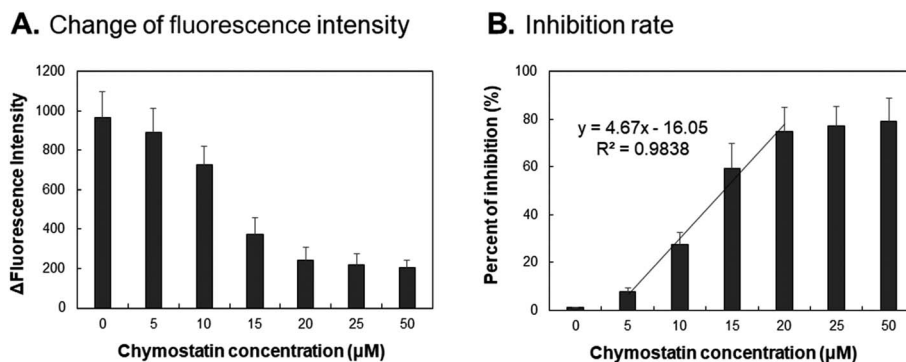 A. Change of fluorescence intensity
1200
1000
800
600
400
200
0
ΔFluorescence Intensity
0 5 10 15 20 25 50
Chymostatin concentration (µM)
B. Inhibition rate
100
80
60
40
20
0
Percent of inhibition (%)
y = 4.67x - 16.05
R² = 0.9838
0 5 10 15 20 25 50
Chymostatin concentration (µM)